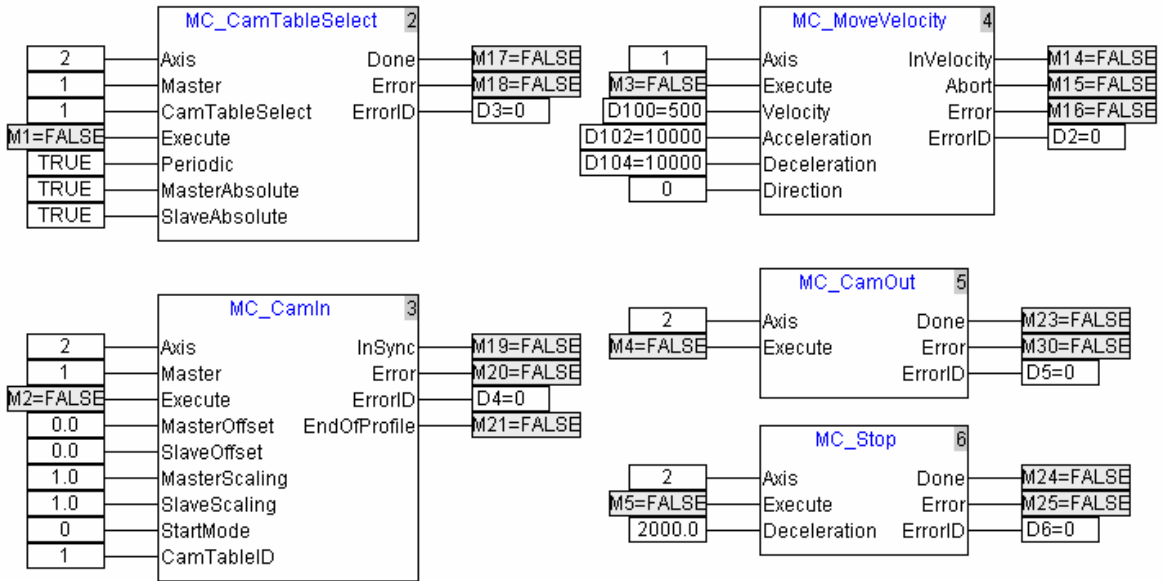 MC_CamTableSelect 2
2 Axis Done M17=FALSE
1 Master Error M18=FALSE
1 CamTableSelect ErrorID D3=0
M1=FALSE Execute
TRUE Periodic
TRUE MasterAbsolute
TRUE SlaveAbsolute
MC_MoveVelocity 4
1 Axis InVelocity M14=FALSE
M3=FALSE Execute Abort M15=FALSE
D100=500 Velocity Error M16=FALSE
D102=10000 Acceleration ErrorID D2=0
D104=10000 Deceleration
0 Direction
MC_CamIn 3
2 Axis InSync M19=FALSE
1 Master Error M20=FALSE
M2=FALSE Execute ErrorID D4=0
0.0 MasterOffset EndOfProfile M21=FALSE
0.0 SlaveOffset
1.0 MasterScaling
1.0 SlaveScaling
0 StartMode
1 CamTableID
MC_CamOut 5
2 Axis Done M23=FALSE
M4=FALSE Execute Error M30=FALSE
ErrorID D5=0
MC_Stop 6
2 Axis Done M24=FALSE
M5=FALSE Execute Error M25=FALSE
2000.0 Deceleration ErrorID D6=0